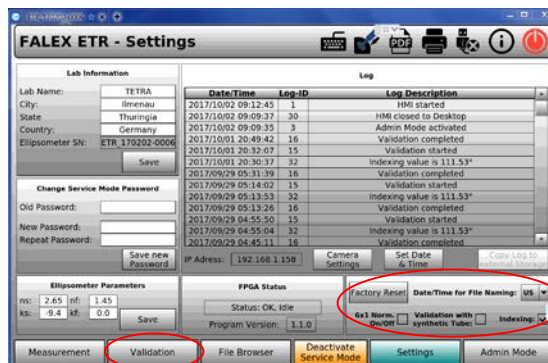 ETR_170202-0006
FALEX ETR - Settings
PDF
Lab Information
Lab Name: TETRA
City: Ilmenau
State Thuringia
Country: Germany
Ellipsometer SN: ETR_170202-0006
Save
Change Service Mode Password
Old Password:
New Password:
Repeat Password:
Save new Password
Log
Date/Time Log-ID Log Description
2017/10/02 09:12:45 1 HMI started
2017/10/02 09:09:37 30 HMI closed to Desktop
2017/10/02 09:09:35 3 Admin Mode activated
2017/10/01 20:49:42 16 Validation completed
2017/10/01 20:32:07 15 Validation started
2017/10/01 20:30:37 32 Indexing value is 111.53°
2017/09/29 05:31:39 16 Validation completed
2017/09/29 05:14:02 15 Validation started
2017/09/29 05:13:53 32 Indexing value is 111.53°
2017/09/29 05:13:26 16 Validation completed
2017/09/29 04:55:50 15 Validation started
2017/09/29 04:55:04 32 Indexing value is 111.53°
2017/09/29 04:45:11 16 Validation completed
IP Adress: 192.168.1.158
Camera Settings
Set Date & Time
Copy Log to external Storage
Ellipsometer Parameters
ns: 2.65 nf: 1.45
ks: -9.4 kf: 0.0
Save
FPGA Status
Status: OK, Idle
Program Version: 1.1.0
Factory Reset
Date/Time for File Naming: US
6x1 Norm. On/Off
Validation with synthetic Tube:
Indexing:
Measurement
Validation
File Browser
Deactivate Service Mode
Settings
Admin Mode